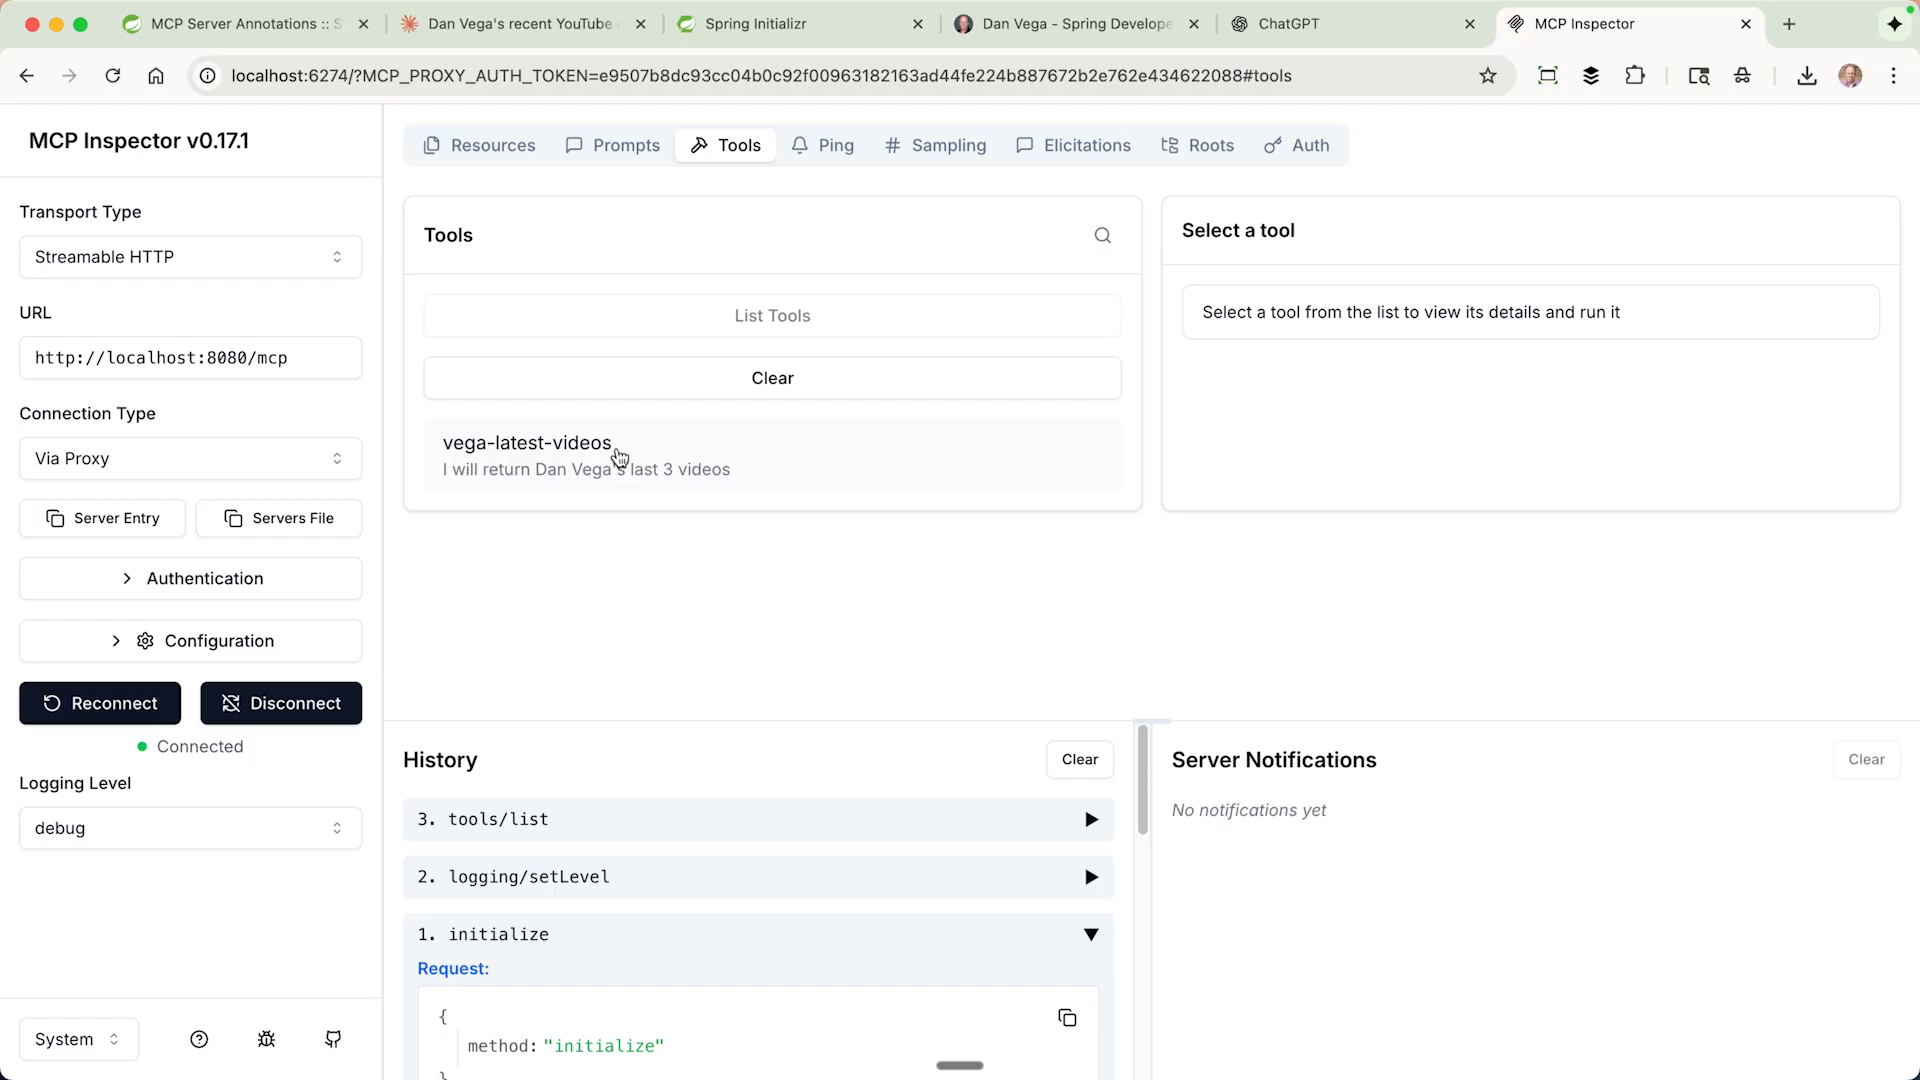 MCP Server Annotations :: S
Dan Vega's recent YouTube
Spring Initializr
Dan Vega - Spring Develope
ChatGPT
MCP Inspector
localhost:6274/?MCP_PROXY_AUTH_TOKEN=e9507b8dc93cc04b0c92f00963182163ad44fe224b887672b2e762e434622088#tools
MCP Inspector v0.17.1
Transport Type
Streamable HTTP
URL
http://localhost:8080/mcp
Connection Type
Via Proxy
Server Entry
Servers File
Authentication
Configuration
Reconnect
Disconnect
Connected
Logging Level
debug
System
Resources
Prompts
Tools
Ping
Sampling
Elicitations
Roots
Auth
Tools
List Tools
Clear
vega-latest-videos
I will return Dan Vega's last 3 videos
Select a tool
Select a tool from the list to view its details and run it
History
Clear
3. tools/list
2. logging/setLevel
1. initialize
Request:
{
method: "initialize"
}
Server Notifications
Clear
No notifications yet